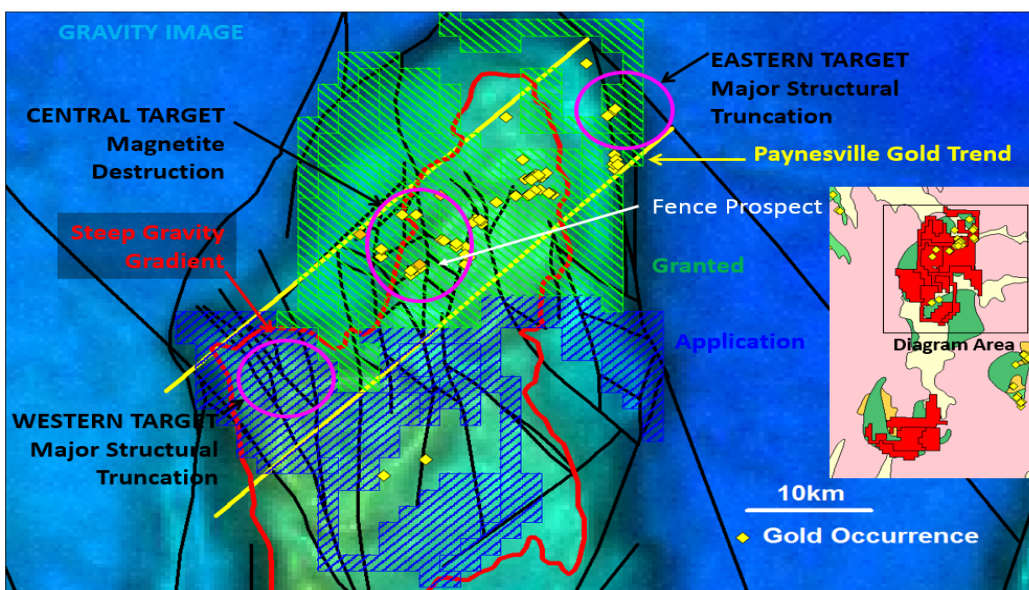 GRAVITY IMAGE
EASTERN TARGET
Major Structural
Truncation
CENTRAL TARGET
Magnetite
Destruction
Paynesville Gold Trend
Fence Prospect
Steep Gravity
Gradient
Granted
Application
Diagram Area
WESTERN TARGET
Major Structural
Truncation
10km
Gold Occurrence